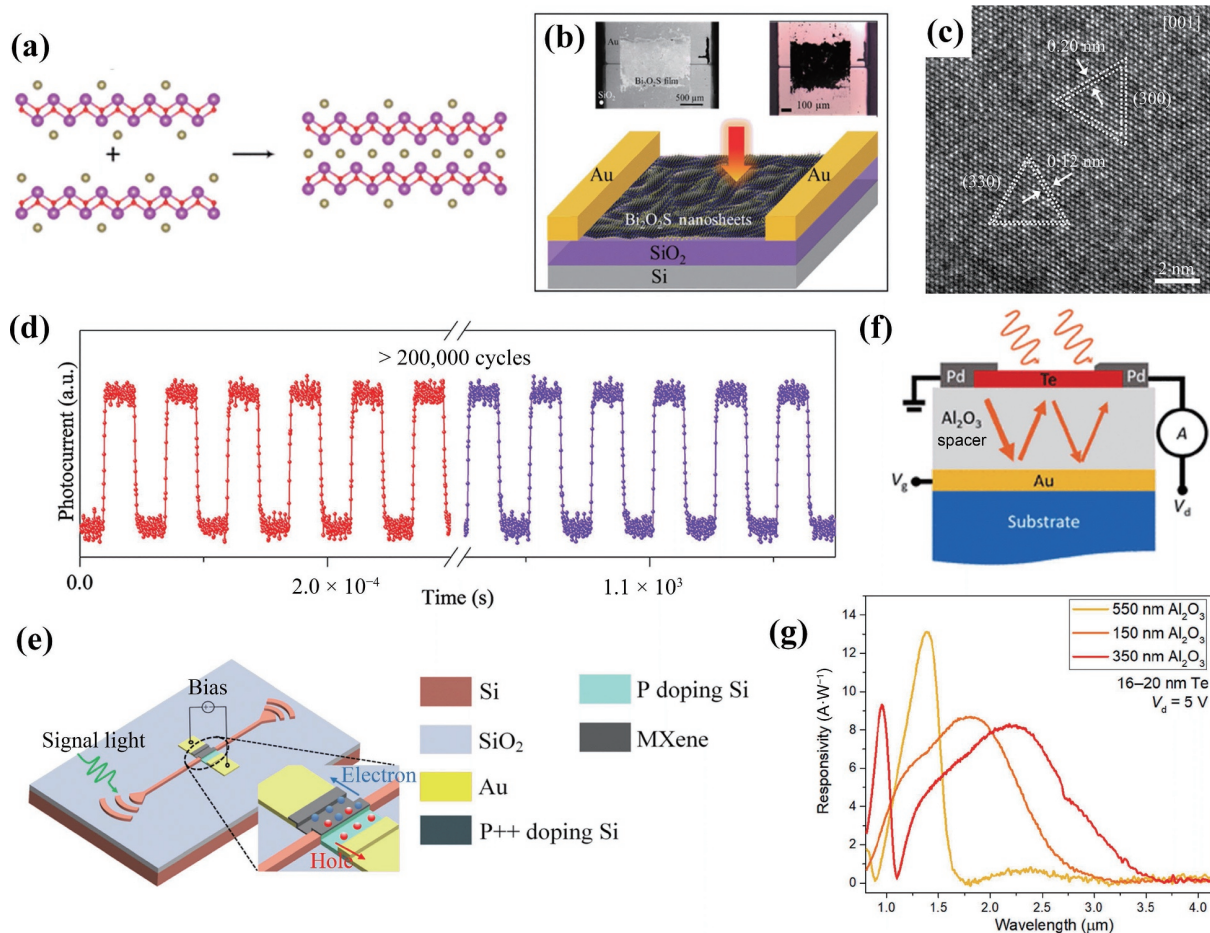 (a)
+
(b)
Au
Bi₂O₂S film
SiO₂
500 μm
100 μm
Au
Au
Bi₂O₂S nanosheets
SiO₂
Si
(c)
[001]
0.20 nm
(300)
0.12 nm
(330)
2 nm
(d)
> 200,000 cycles
Photocurrent (a.u.)
0.0
2.0 × 10⁻⁴
1.1 × 10³
Time (s)
(e)
Bias
Signal light
Electron
Hole
Si
SiO₂
Au
P++ doping Si
P doping Si
MXene
(f)
Pd
Te
Pd
Al₂O₃
spacer
A
Vg
Au
Vd
Substrate
(g)
14
12
10
8
6
4
2
0
Responsivity (A·W⁻¹)
550 nm Al₂O₃
150 nm Al₂O₃
350 nm Al₂O₃
16–20 nm Te
Vd = 5 V
1.0
1.5
2.0
2.5
3.0
3.5
4.0
Wavelength (μm)